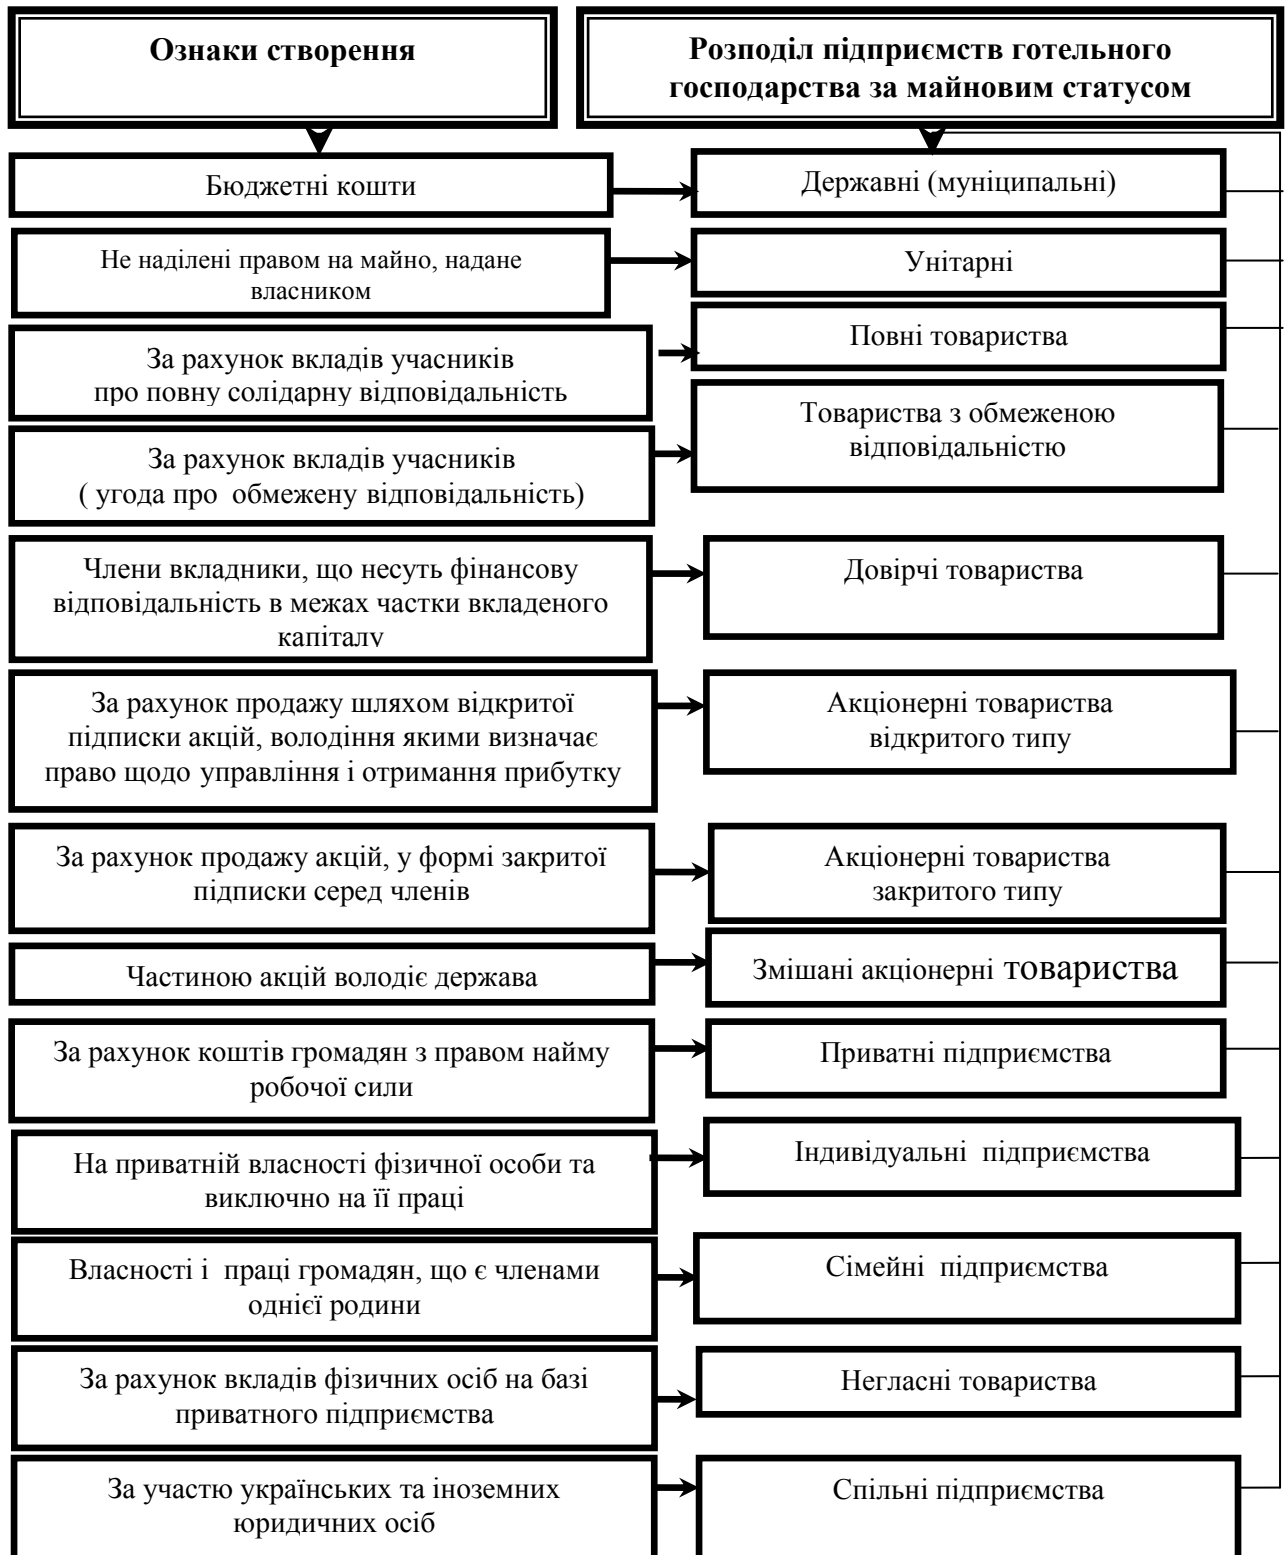 Ознаки створення
Розподіл підприємств готельного
господарства за майновим статусом
Бюджетні кошти
Державні (муніципальні)
Не наділені правом на майно, надане
власником
Унітарні
За рахунок вкладів учасників
про повну солідарну відповідальність
Повні товариства
За рахунок вкладів учасників
( угода про обмежену відповідальність)
Товариства з обмеженою
відповідальністю
Члени вкладники, що несуть фінансову
відповідальність в межах частки вкладеного
капіталу
Довірчі товариства
За рахунок продажу шляхом відкритої
підписки акцій, володіння якими визначає
право щодо управління і отримання прибутку
Акціонерні товариства
відкритого типу
За рахунок продажу акцій, у формі закритої
підписки серед членів
Акціонерні товариства
закритого типу
Частиною акцій володіє держава
Змішані акціонерні товариства
За рахунок коштів громадян з правом найму
робочої сили
Приватні підприємства
На приватній власності фізичної особи та
виключно на її праці
Індивідуальні підприємства
Власності і праці громадян, що є членами
однієї родини
Сімейні підприємства
За рахунок вкладів фізичних осіб на базі
приватного підприємства
Негласні товариства
За участю українських та іноземних
юридичних осіб
Спільні підприємства